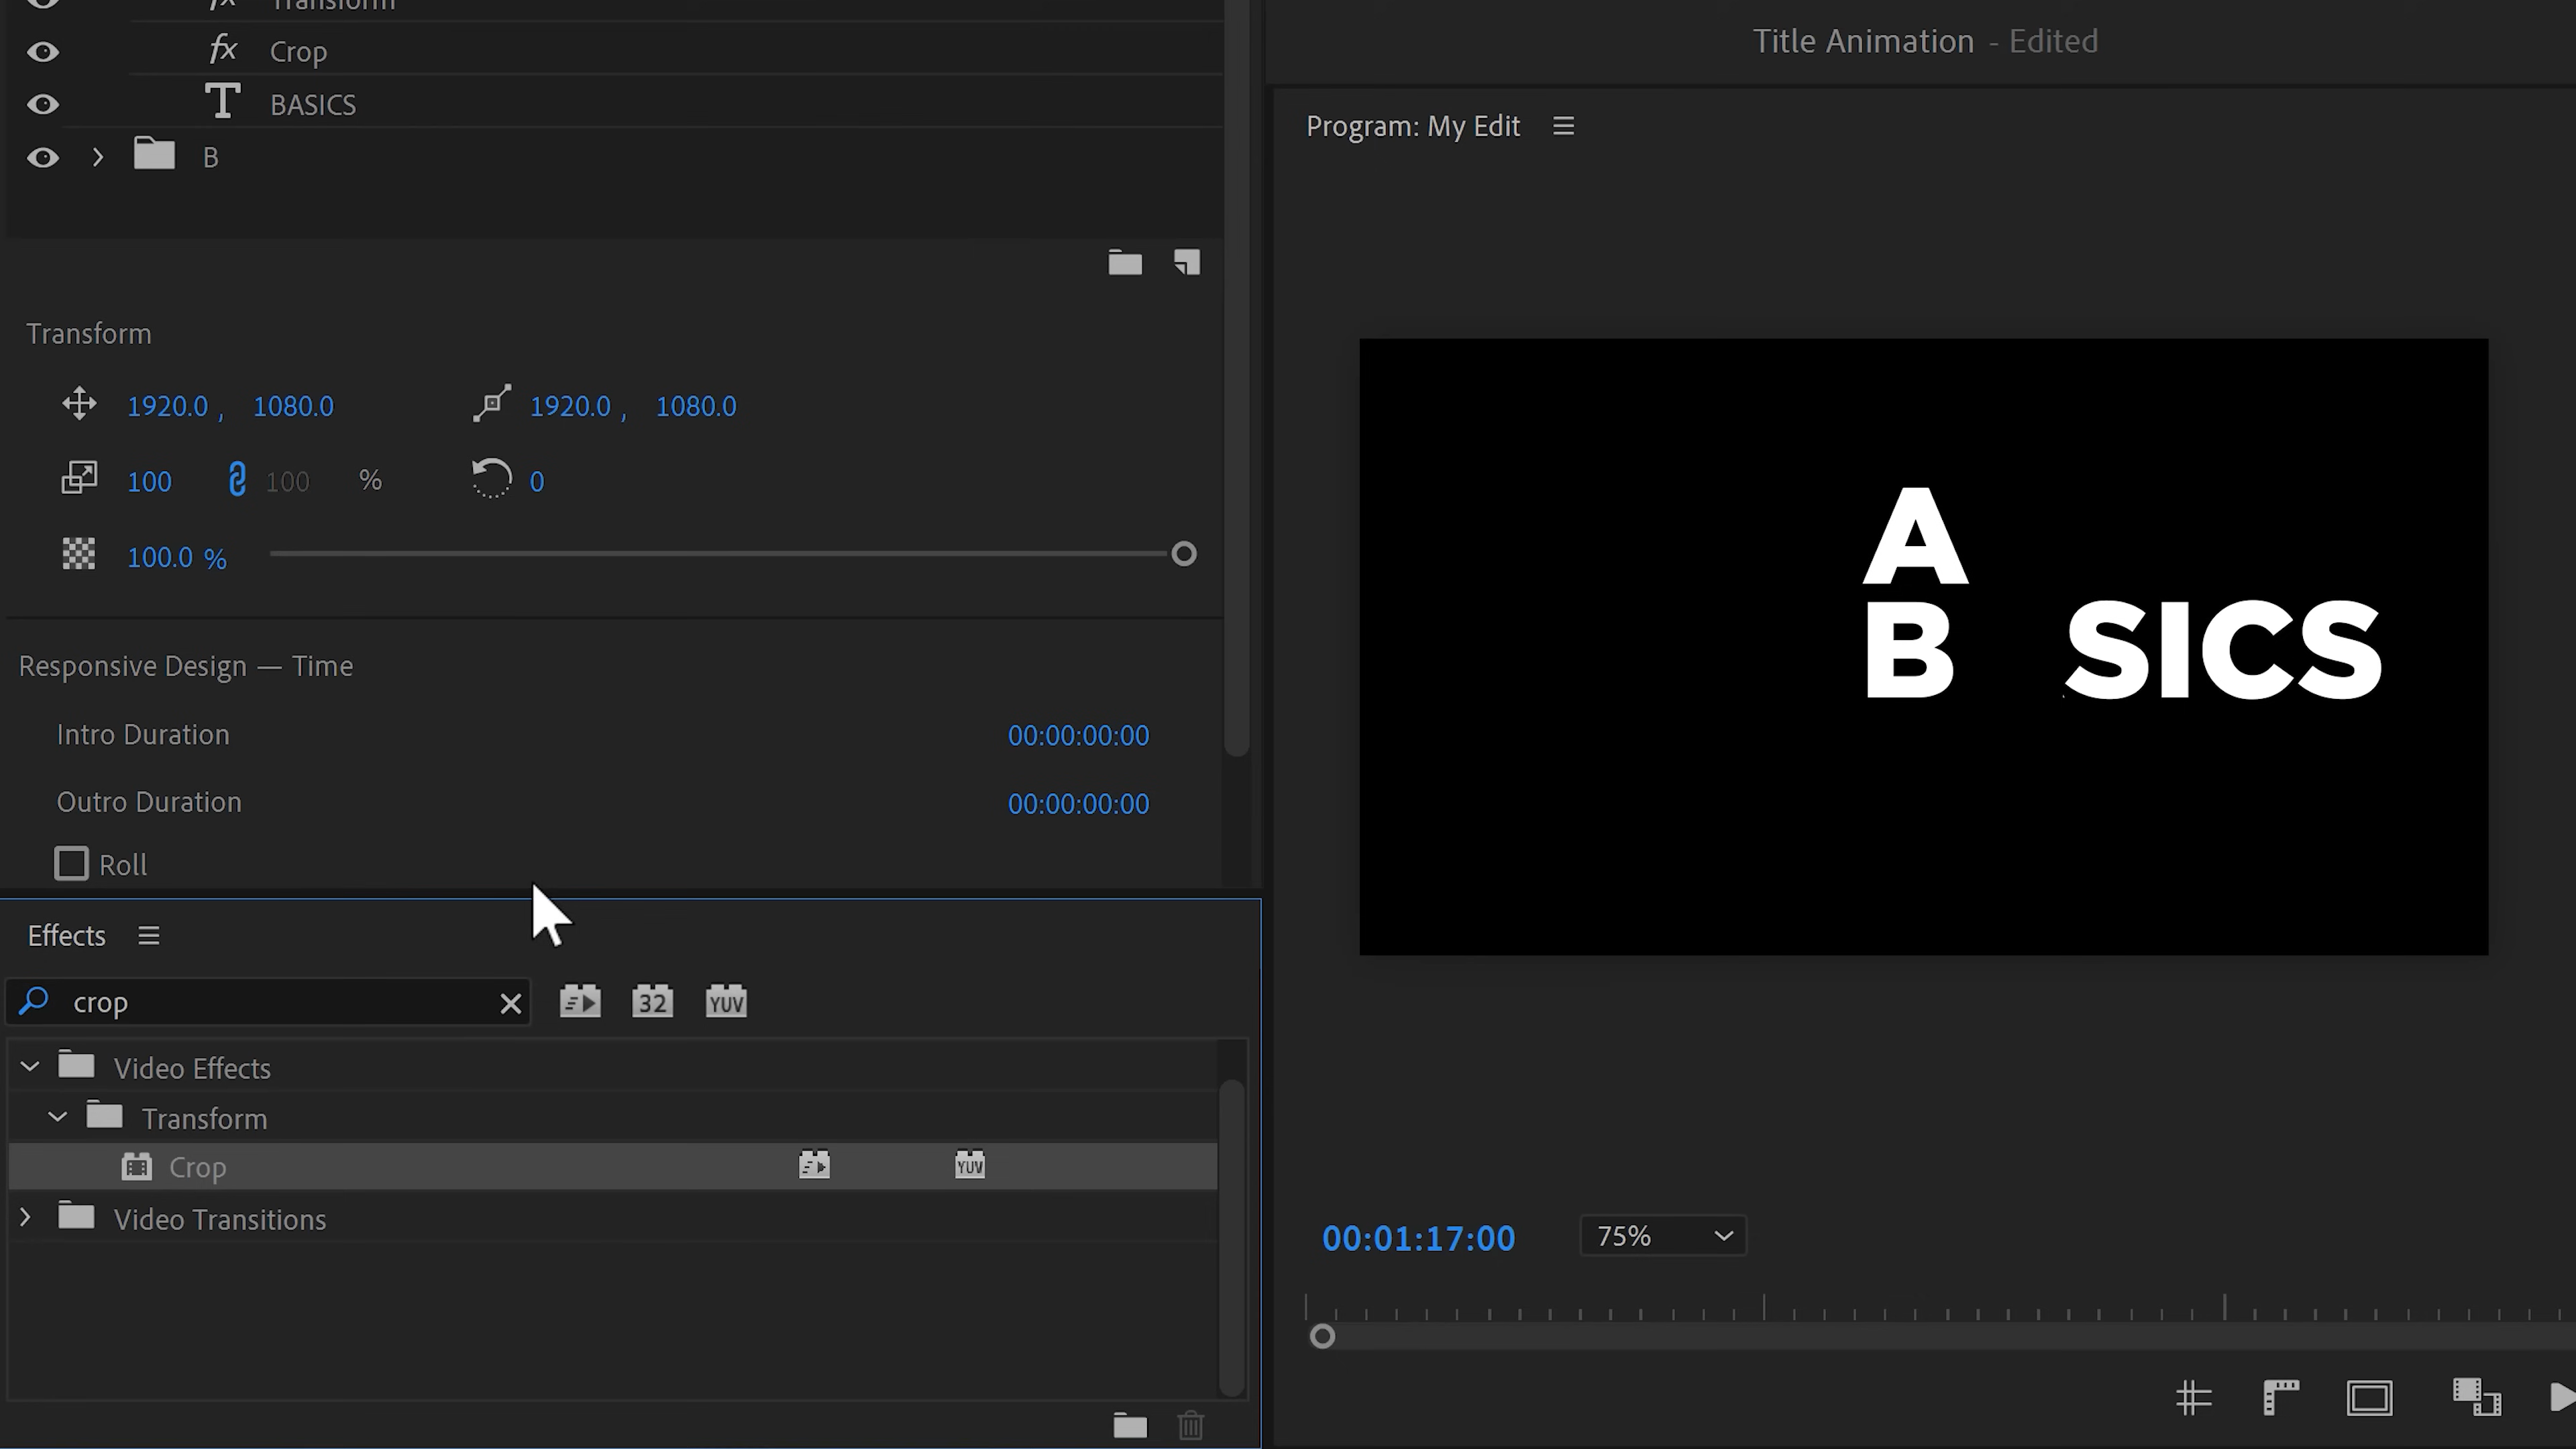 Transform
fx Crop
T BASICS
B
Title Animation - Edited
Program: My Edit
Transform
1920.0 , 1080.0 1920.0 , 1080.0
100 100 % 0
100.0 %
Responsive Design — Time
Intro Duration 00:00:00:00
Outro Duration 00:00:00:00
Roll
A
B SICS
Effects
crop 32 YUV
Video Effects
Transform
Crop YUV
Video Transitions
00:01:17:00 75%